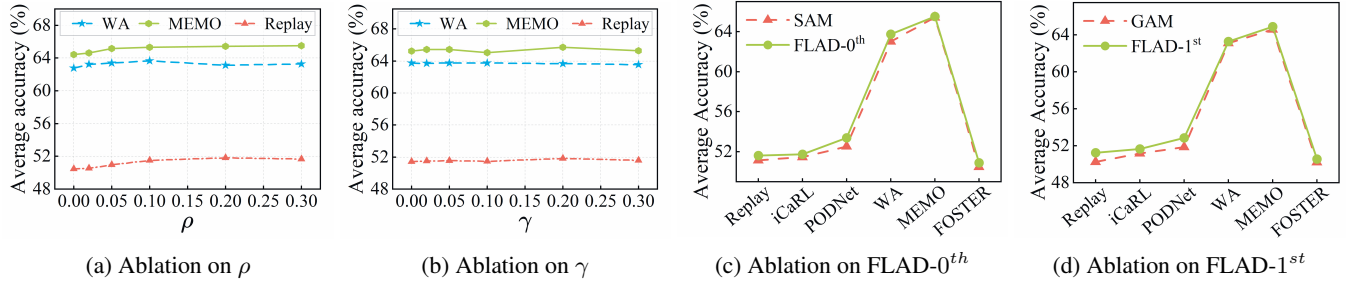 Average accuracy (%)
68
64
60
56
52
48
WA MEMO Replay
0.00 0.05 0.10 0.15 0.20 0.25 0.30
ρ
(a) Ablation on ρ
Average accuracy (%)
68
64
60
56
52
48
WA MEMO Replay
0.00 0.05 0.10 0.15 0.20 0.25 0.30
γ
(b) Ablation on γ
Average Accuracy (%)
64
60
56
52
SAM
FLAD-0th
Replay iCaRL PODNet WA MEMO FOSTER
(c) Ablation on FLAD-0th
Average Accuracy (%)
64
60
56
52
48
GAM
FLAD-1st
Replay iCaRL PODNet WA MEMO FOSTER
(d) Ablation on FLAD-1st